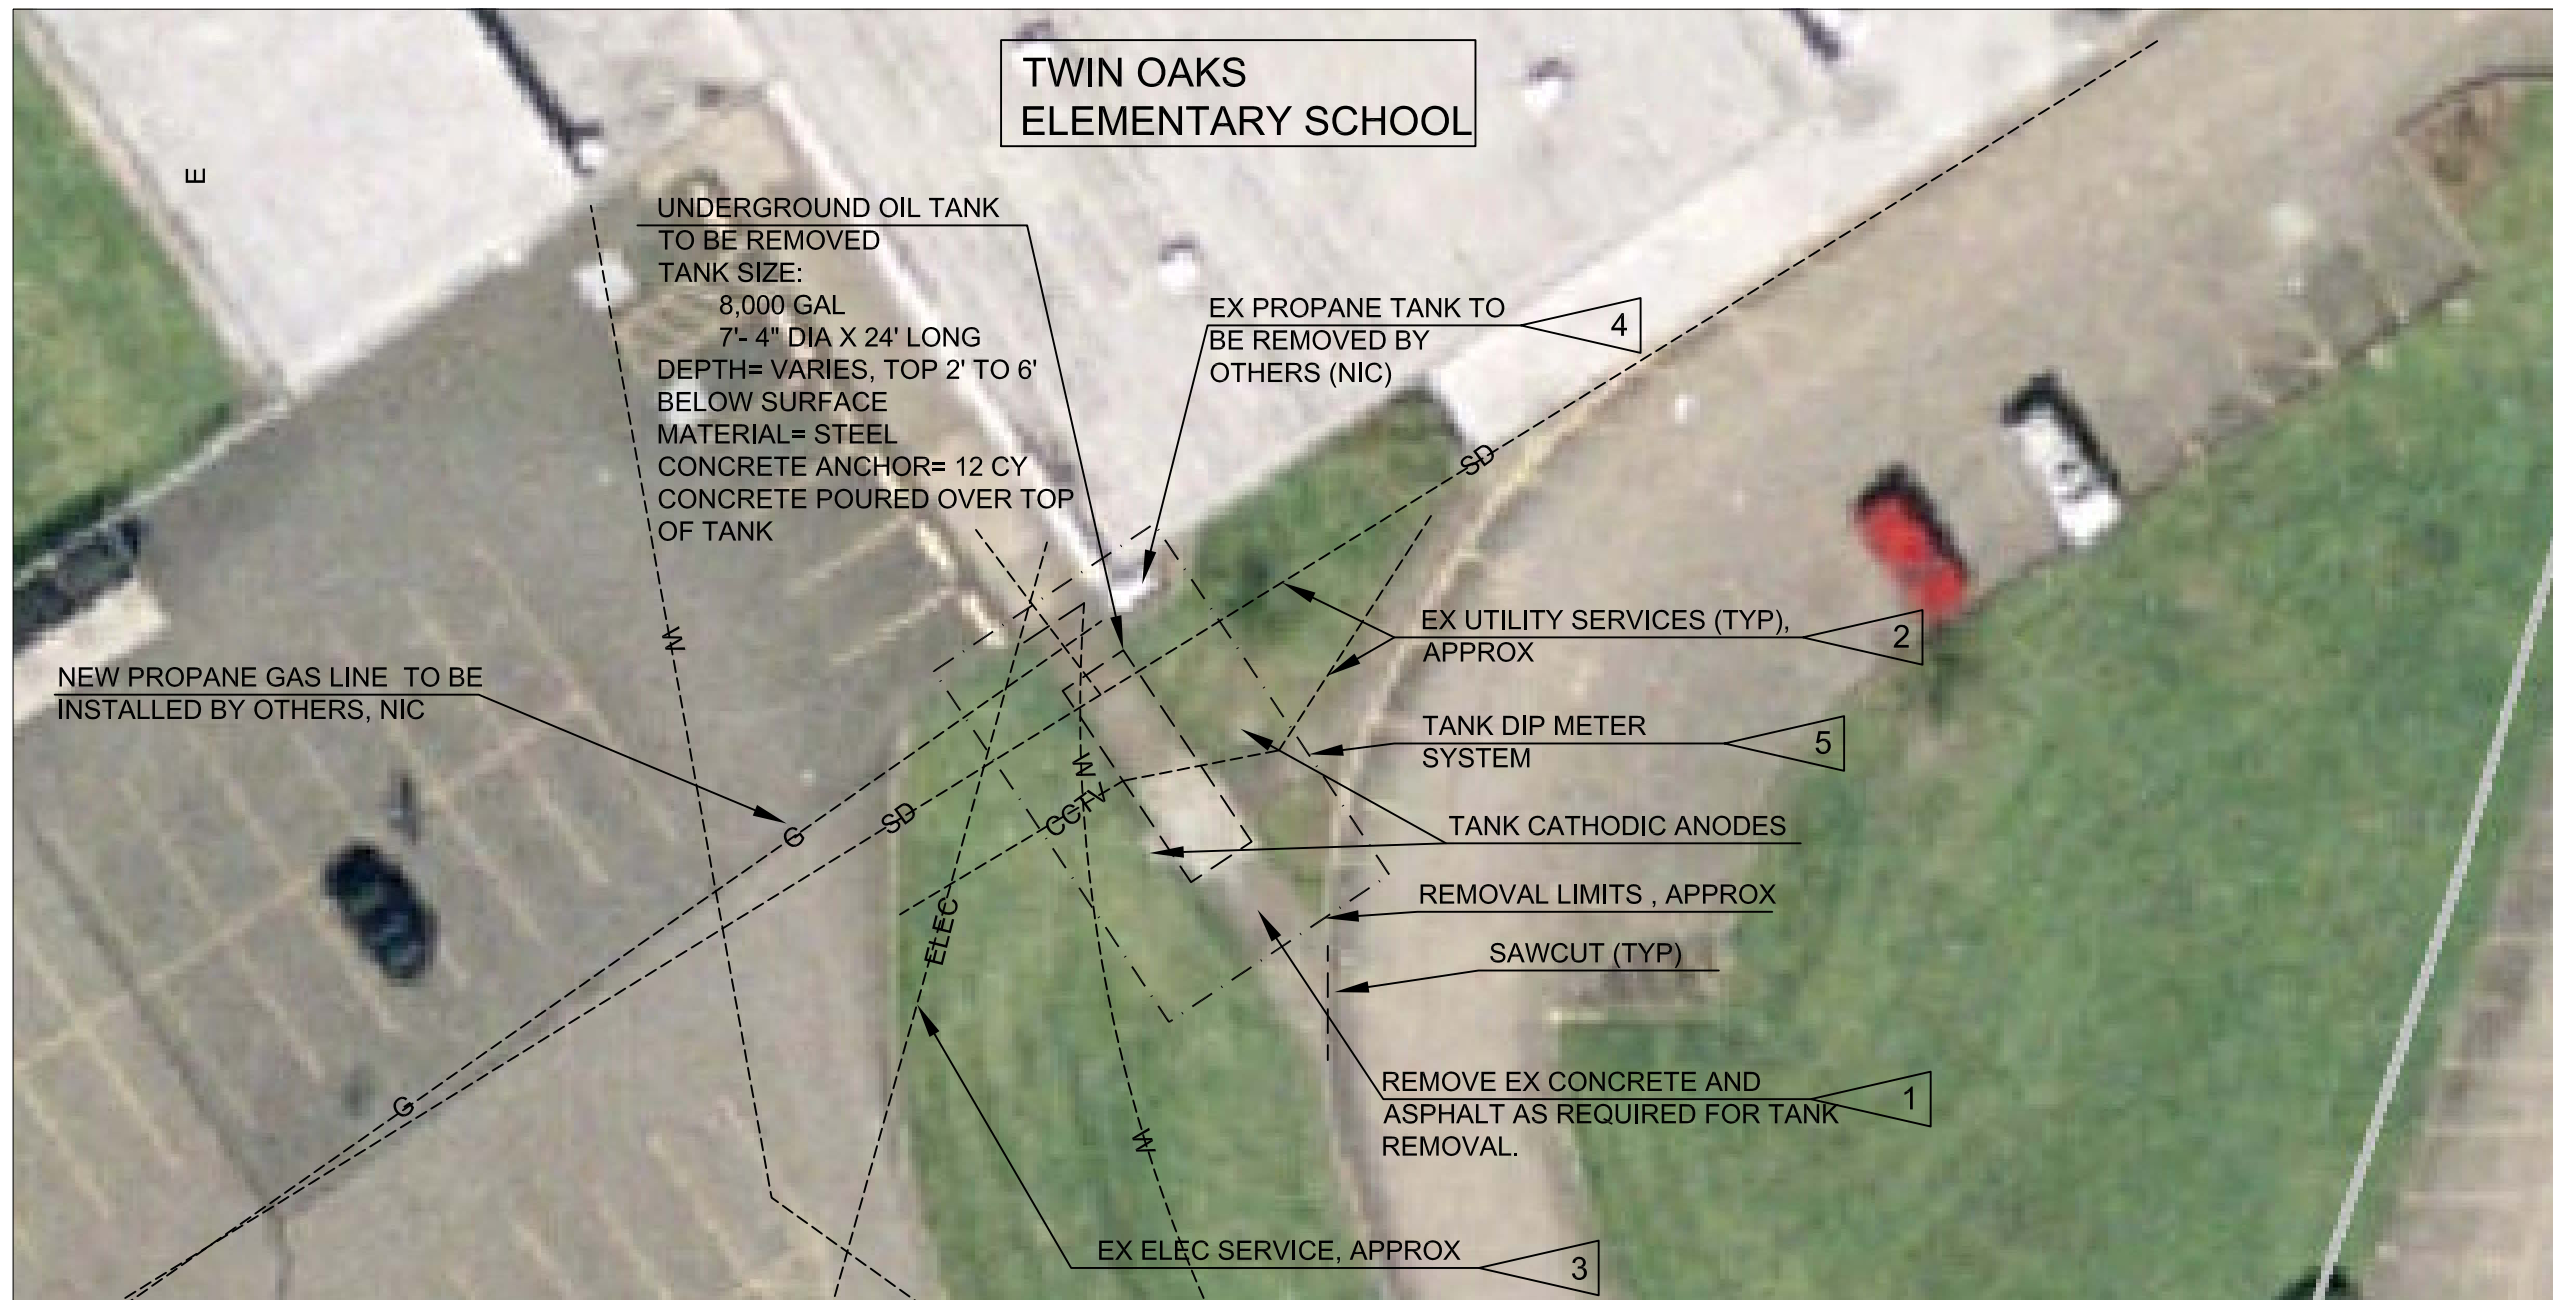 TWIN OAKS
ELEMENTARY SCHOOL
E
UNDERGROUND OIL TANK
TO BE REMOVED
TANK SIZE:
8,000 GAL
7'- 4" DIA X 24' LONG
DEPTH= VARIES, TOP 2' TO 6'
BELOW SURFACE
MATERIAL= STEEL
CONCRETE ANCHOR= 12 CY
CONCRETE POURED OVER TOP
OF TANK
EX PROPANE TANK TO
BE REMOVED BY
OTHERS (NIC)
4
SD
W
EX UTILITY SERVICES (TYP),
APPROX
2
NEW PROPANE GAS LINE TO BE
INSTALLED BY OTHERS, NIC
TANK DIP METER
SYSTEM
5
W
CCTV
SD
G
TANK CATHODIC ANODES
REMOVAL LIMITS , APPROX
ELEC
SAWCUT (TYP)
REMOVE EX CONCRETE AND
ASPHALT AS REQUIRED FOR TANK
REMOVAL.
1
G
W
EX ELEC SERVICE, APPROX
3